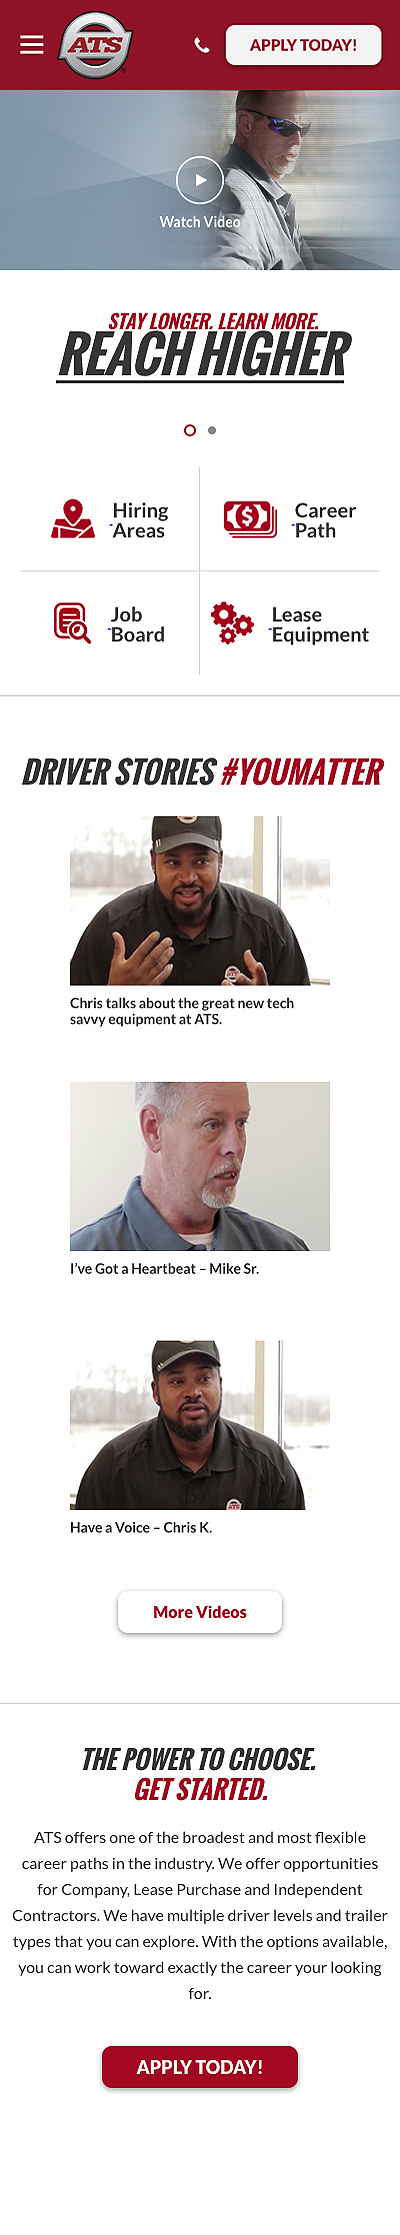 ATS
APPLY TODAY!
Watch Video
STAY LONGER. LEARN MORE.
REACH HIGHER
Hiring
Areas
Career
Path
Job
Board
Lease
Equipment
DRIVER STORIES #YOUMATTER
Chris talks about the great new tech
savvy equipment at ATS.
I've Got a Heartbeat – Mike Sr.
Have a Voice – Chris K.
More Videos
THE POWER TO CHOOSE.
GET STARTED.
ATS offers one of the broadest and most flexible
career paths in the industry. We offer opportunities
for Company, Lease Purchase and Independent
Contractors. We have multiple driver levels and trailer
types that you can explore. With the options available,
you can work toward exactly the career your looking
for.
APPLY TODAY!